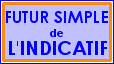 FUTUR SIMPLE
de
L'INDICATIF